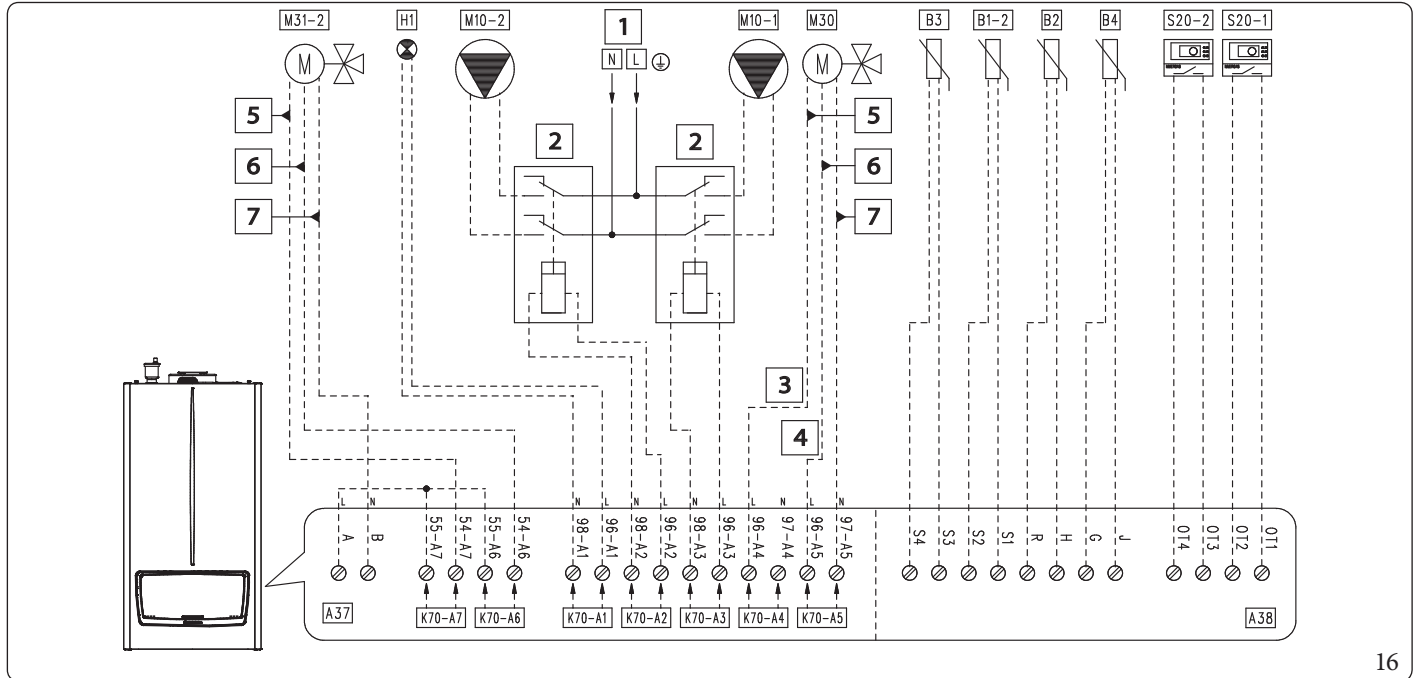 M31-2 H1 M10-2 1 M10-1 M30 B3 B1-2 B2 B4 S20-2 S20-1
N L
M M
5 5
2 2
6 6
7 7
3
4
L N N L N L N L L N L N
A B 55-A7 54-A7 55-A6 54-A6 98-A1 96-A1 98-A2 96-A2 98-A3 96-A3 96-A4 97-A4 96-A5 97-A5 S4 S3 S2 S1 R H G J OT4 OT3 OT2 OT1
A37 K70-A7 K70-A6 K70-A1 K70-A2 K70-A3 K70-A4 K70-A5 A38
16